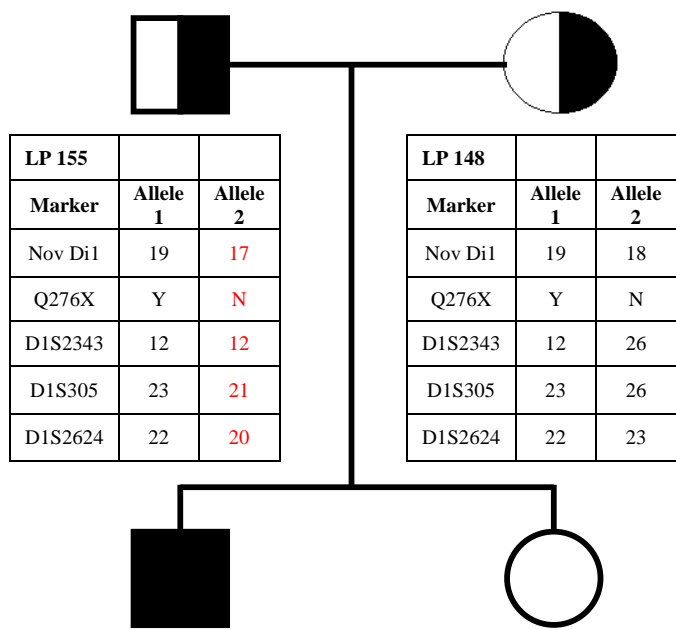 LP 155
Marker Allele 1 Allele 2
Nov Di1 19 17
Q276X Y N
D1S2343 12 12
D1S305 23 21
D1S2624 22 20
LP 148
Marker Allele 1 Allele 2
Nov Di1 19 18
Q276X Y N
D1S2343 12 26
D1S305 23 26
D1S2624 22 23